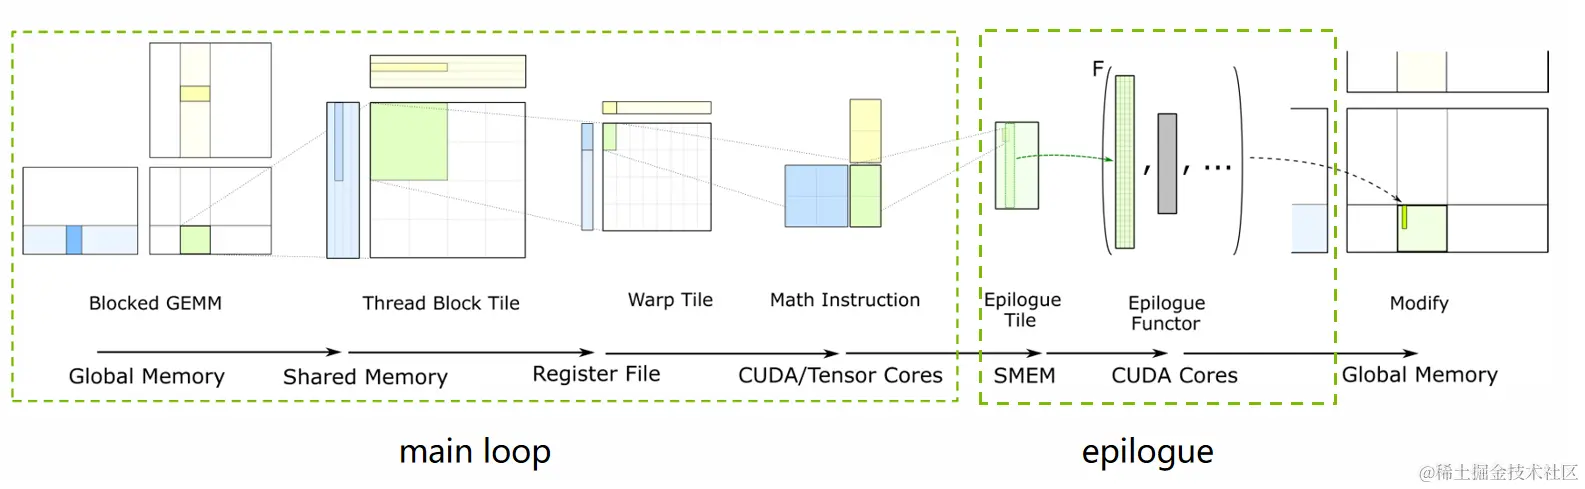 F
, , ...
Blocked GEMM
Thread Block Tile
Warp Tile
Math Instruction
Epilogue
Tile
Epilogue
Functor
Modify
Global Memory
Shared Memory
Register File
CUDA/Tensor Cores
SMEM
CUDA Cores
Global Memory
main loop
epilogue
@稀土掘金技术社区